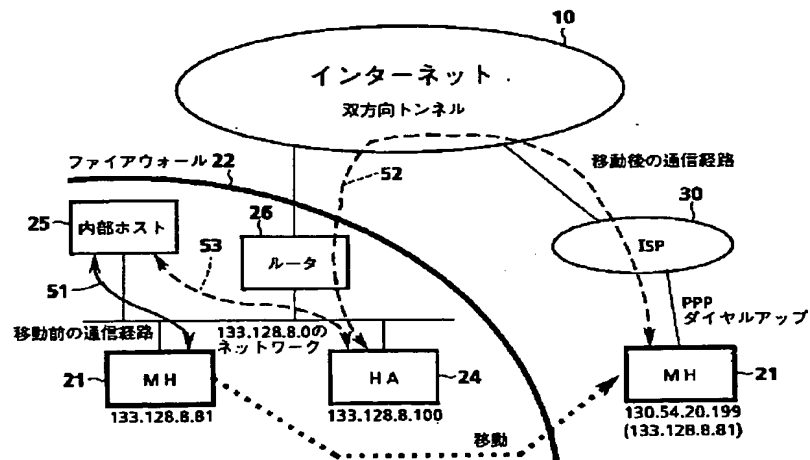 10
インターネット
双方向トンネル
ファイアウォール 22
52
移動後の通信経路
30
25
内部ホスト
26
53
ルータ
ISP
51
PPP
ダイヤルアップ
移動前の通信経路
133.128.8.0の
ネットワーク
21
MH
HA
24
MH
21
133.128.8.81
133.128.8.100
130.54.20.199
(133.128.8.81)
移動